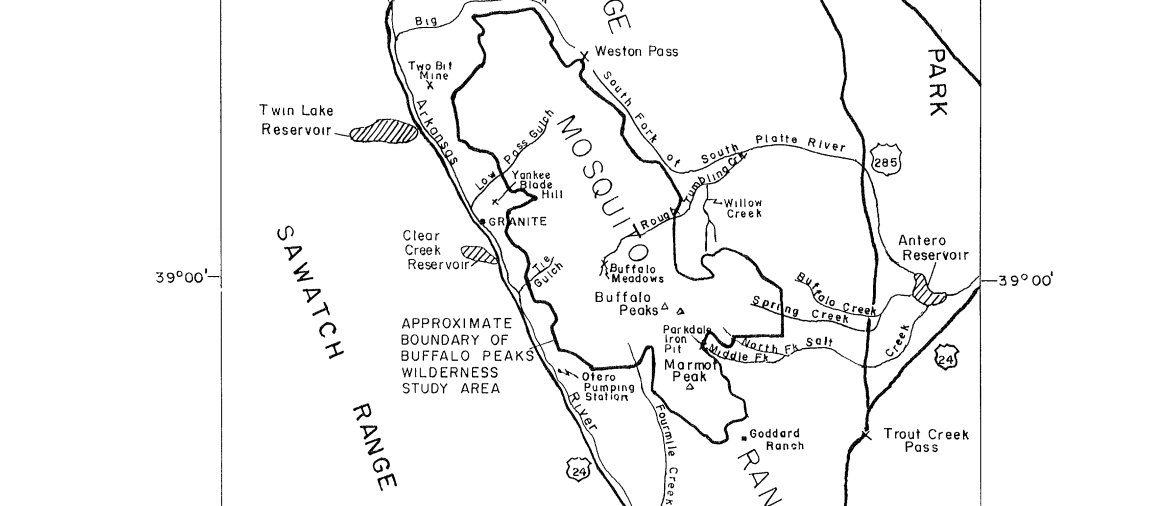 Big
GE
Weston Pass
PARK
Two Bit
Mine
Twin Lake
Reservoir
Arkansas
South Fork of
South Platte River
285
Low Pass Gulch
MOSQUITO
Yankee
Blade
Hill
Rough Tumbling Crk
Willow
Creek
GRANITE
SAWATCH
RANGE
Clear
Creek
Reservoir
Tie
Gulch
Antero
Reservoir
39°00'
39°00'
Buffalo
Meadows
Buffalo
Peaks
Buffalo Creek
Spring Creek
APPROXIMATE
BOUNDARY OF
BUFFALO PEAKS
WILDERNESS
STUDY AREA
Parkdale
Iron
Pit
North Fk Salt
Creek
Middle Fk
24
Marmot
Peak
Otero
Pumping
Station
River
Fourmile Creek
Goddard
Ranch
Trout Creek
Pass
24
RAN